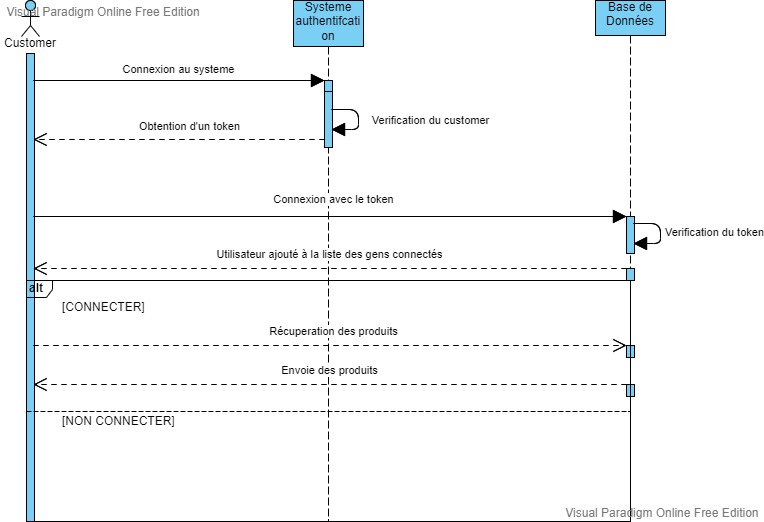 Visual Paradigm Online Free Edition
Customer
Systeme
authentifcati
on
Base de
Données
Connexion au systeme
Verification du customer
Obtention d'un token
Connexion avec le token
Verification du token
Utilisateur ajouté à la liste des gens connectés
alt
[CONNECTER]
Récuperation des produits
Envoie des produits
[NON CONNECTER]
Visual Paradigm Online Free Edition